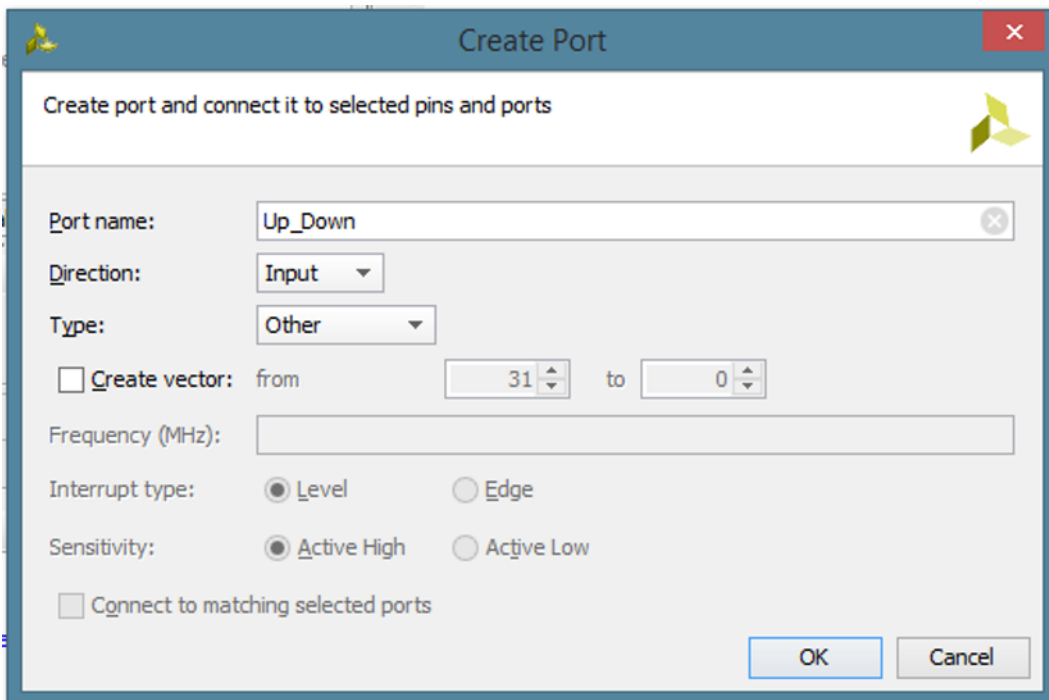 Create Port
Create port and connect it to selected pins and ports
Port name: Up_Down
Direction: Input
Type: Other
Create vector: from 31 to 0
Frequency (MHz):
Interrupt type: Level Edge
Sensitivity: Active High Active Low
Connect to matching selected ports
OK Cancel